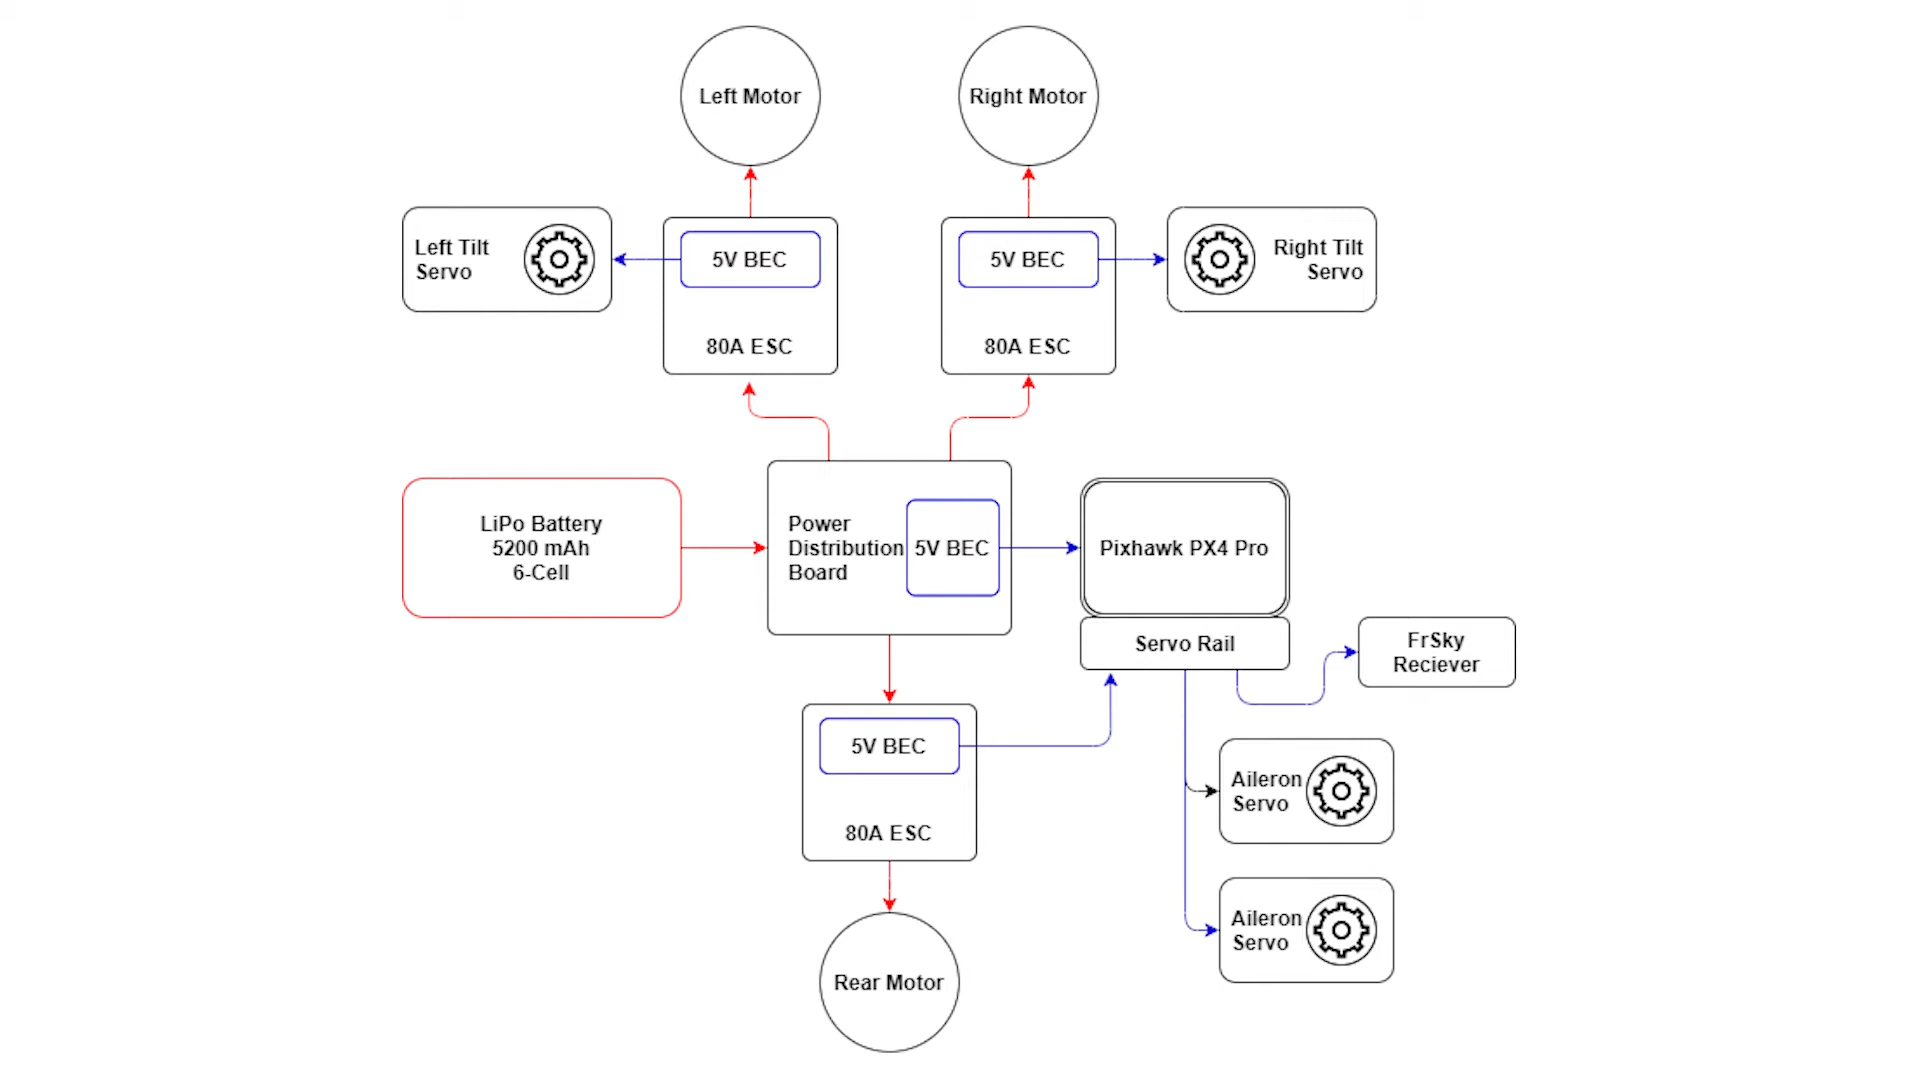 Left Motor
Right Motor
Left Tilt
Servo
5V BEC
80A ESC
5V BEC
80A ESC
Right Tilt
Servo
LiPo Battery
5200 mAh
6-Cell
Power
Distribution
Board
5V BEC
Pixhawk PX4 Pro
Servo Rail
FrSky
Reciever
5V BEC
80A ESC
Aileron
Servo
Aileron
Servo
Rear Motor